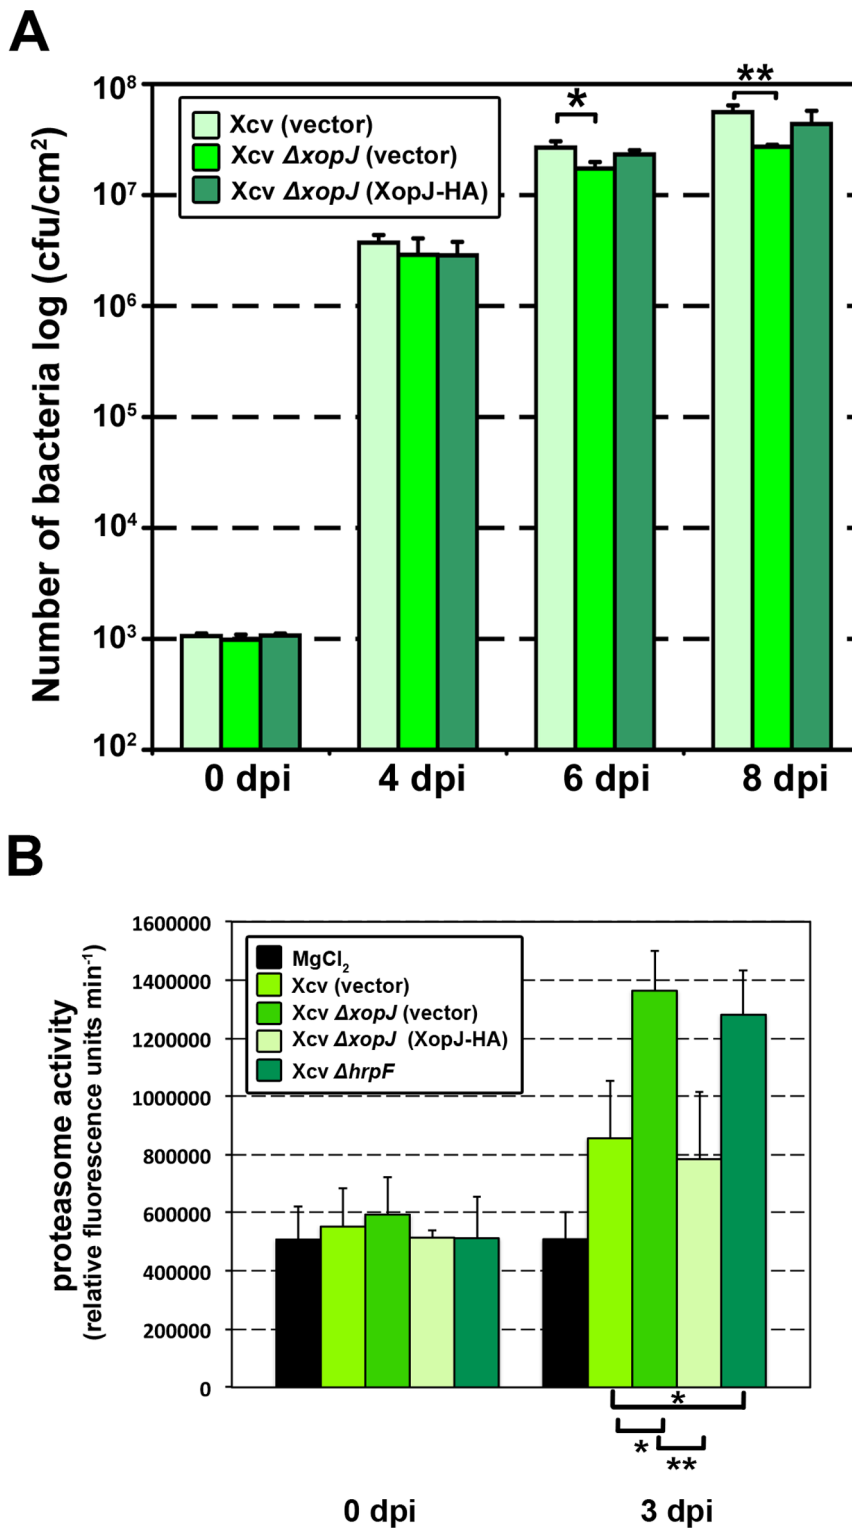 A
Number of bacteria log (cfu/cm²)
10⁸
10⁷
10⁶
10⁵
10⁴
10³
10²
Xcv (vector)
Xcv ΔxopJ (vector)
Xcv ΔxopJ (XopJ-HA)
*
**
0 dpi 4 dpi 6 dpi 8 dpi
B
proteasome activity
(relative fluorescence units min⁻¹)
1600000
1400000
1200000
1000000
800000
600000
400000
200000
0
MgCl₂
Xcv (vector)
Xcv ΔxopJ (vector)
Xcv ΔxopJ (XopJ-HA)
Xcv ΔhrpF
*
*
**
0 dpi 3 dpi